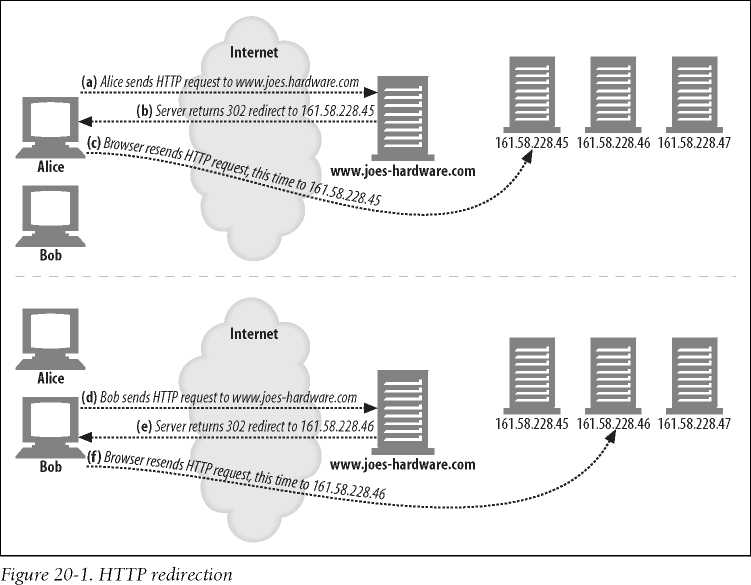 Internet
(a) Alice sends HTTP request to www.joes.hardware.com
(b) Server returns 302 redirect to 161.58.228.45
(c) Browser resends HTTP request, this time to 161.58.228.45
Alice
www.joes-hardware.com
161.58.228.45
161.58.228.46
161.58.228.47
Bob
Internet
Alice
(d) Bob sends HTTP request to www.joes-hardware.com
(e) Server returns 302 redirect to 161.58.228.46
(f) Browser resends HTTP request, this time to 161.58.228.46
Bob
www.joes-hardware.com
161.58.228.45
161.58.228.46
161.58.228.47
Figure 20-1. HTTP redirection